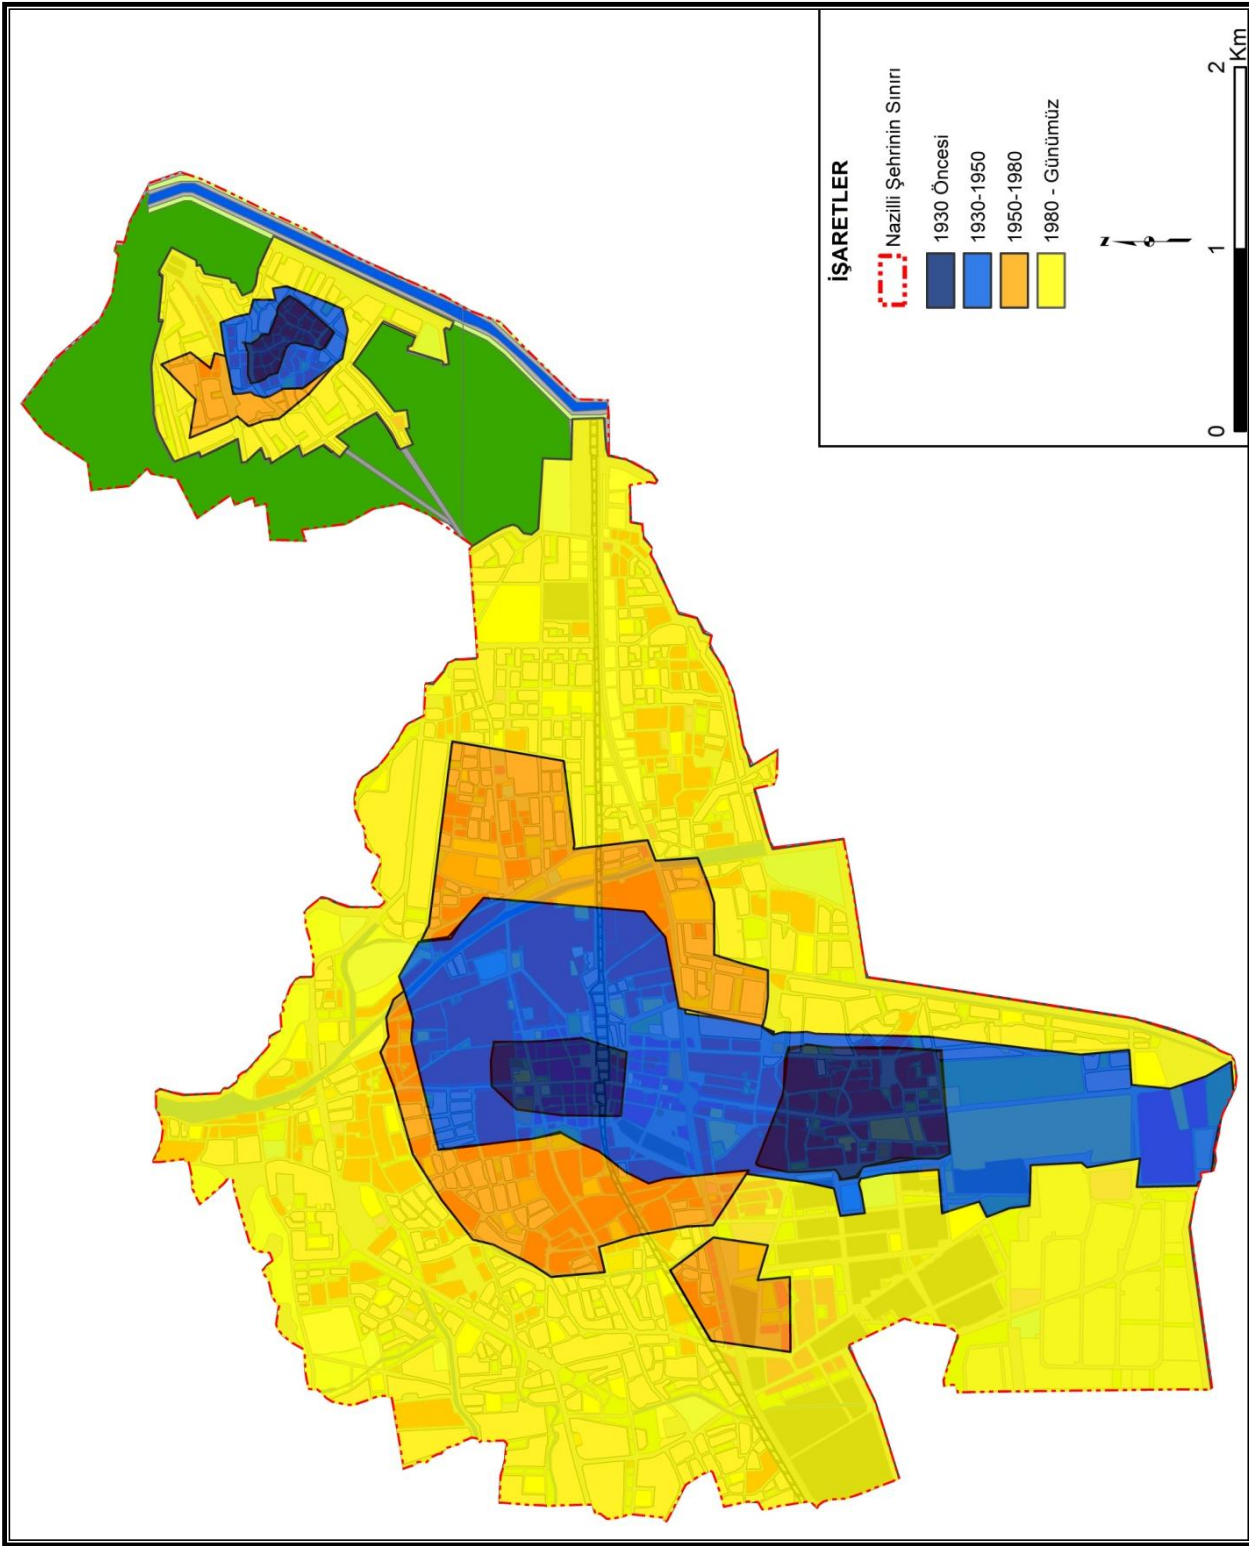 İŞARETLER
Nazilli Şehrinin Sınırı
1930 Öncesi
1930-1950
1950-1980
1980 - Günümüz
N
0 1 2
Km